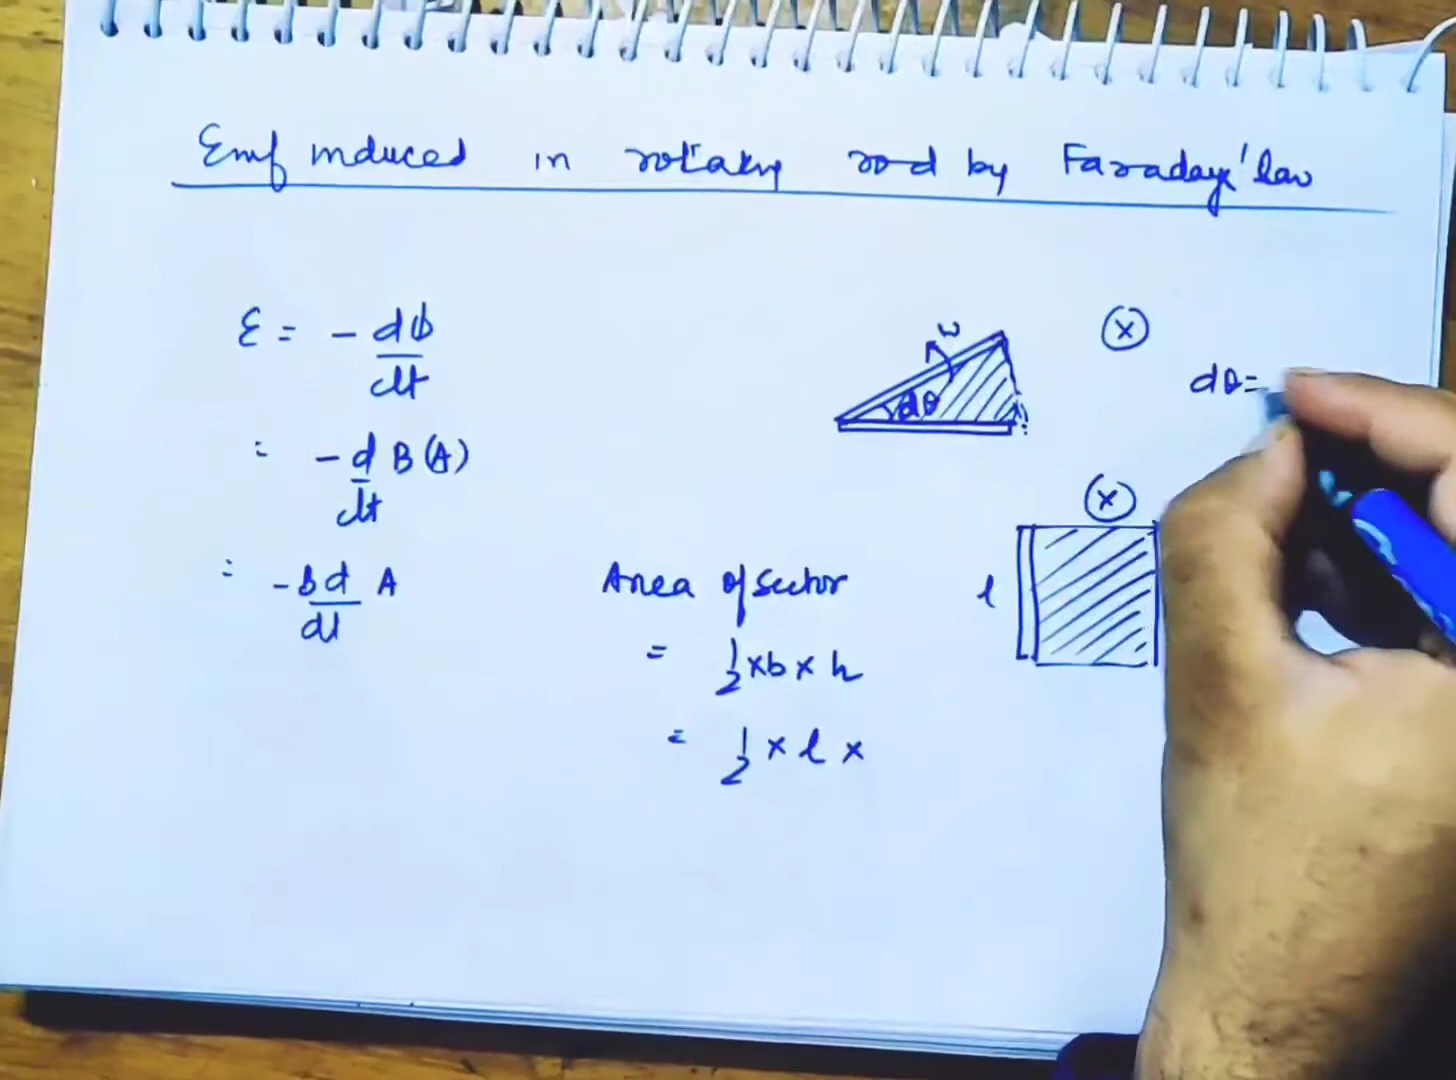 Emf induced in rotary rod by Faraday's law
ε = - dϕ/dt
= - d/dt B (A)
= - B d/dt A
ω
dθ
(x)
dθ =
(x)
l
Area of sector
= 1/2 x b x h
= 1/2 x l x